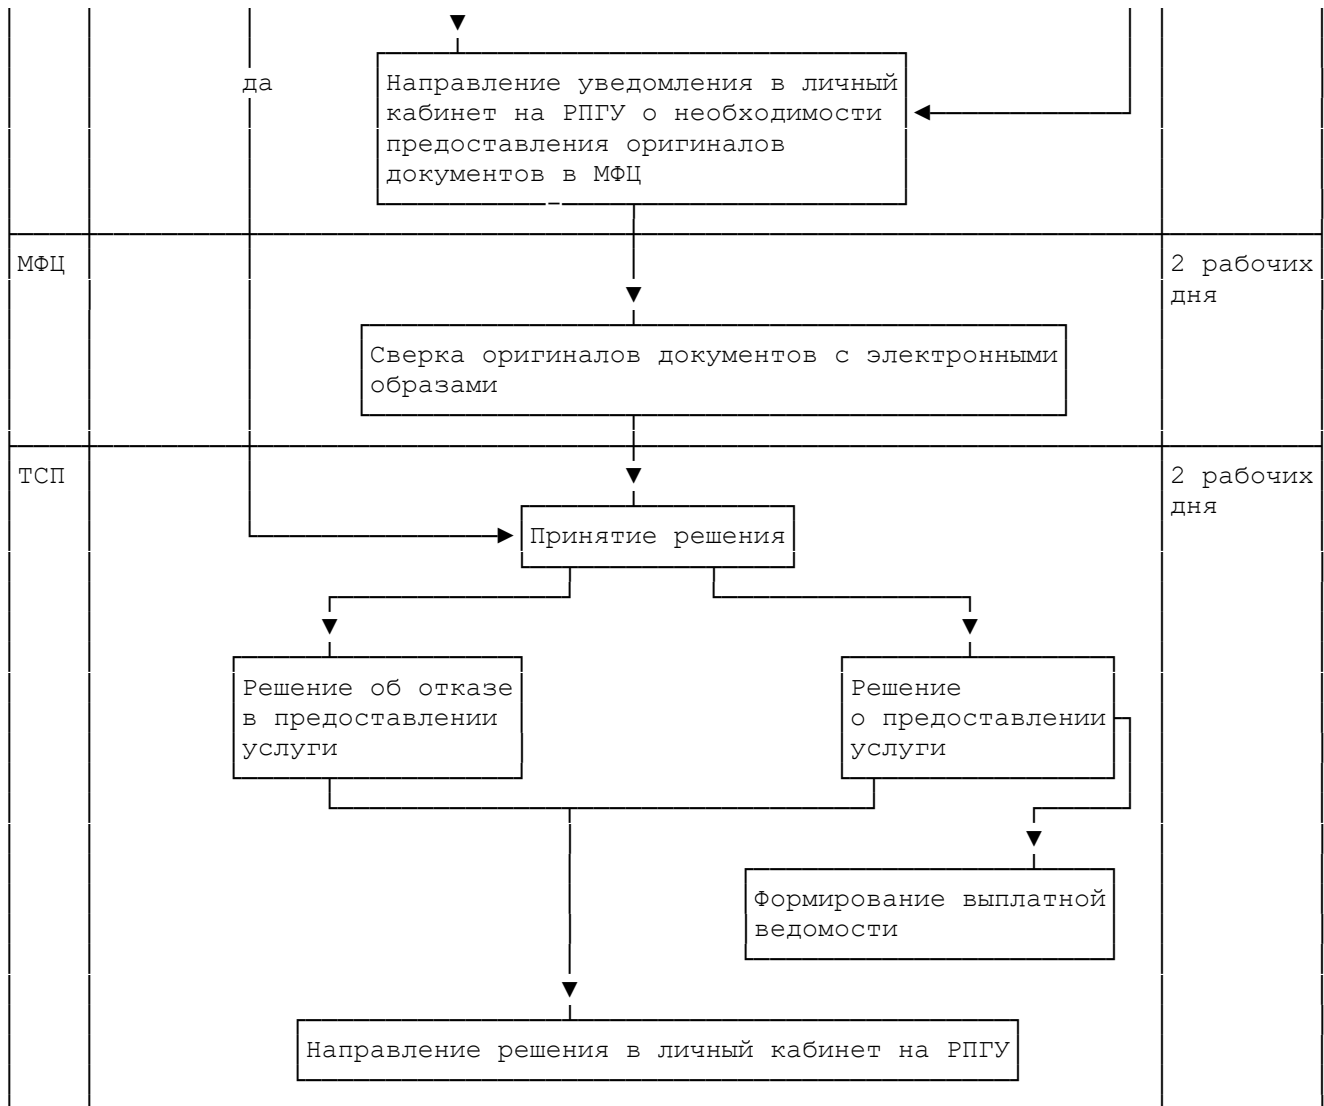 да
Направление уведомления в личный
кабинет на РПГУ о необходимости
предоставления оригиналов
документов в МФЦ
МФЦ
2 рабочих
дня
Сверка оригиналов документов с электронными
образами
ТСП
2 рабочих
дня
Принятие решения
Решение об отказе
в предоставлении
услуги
Решение
о предоставлении
услуги
Формирование выплатной
ведомости
Направление решения в личный кабинет на РПГУ